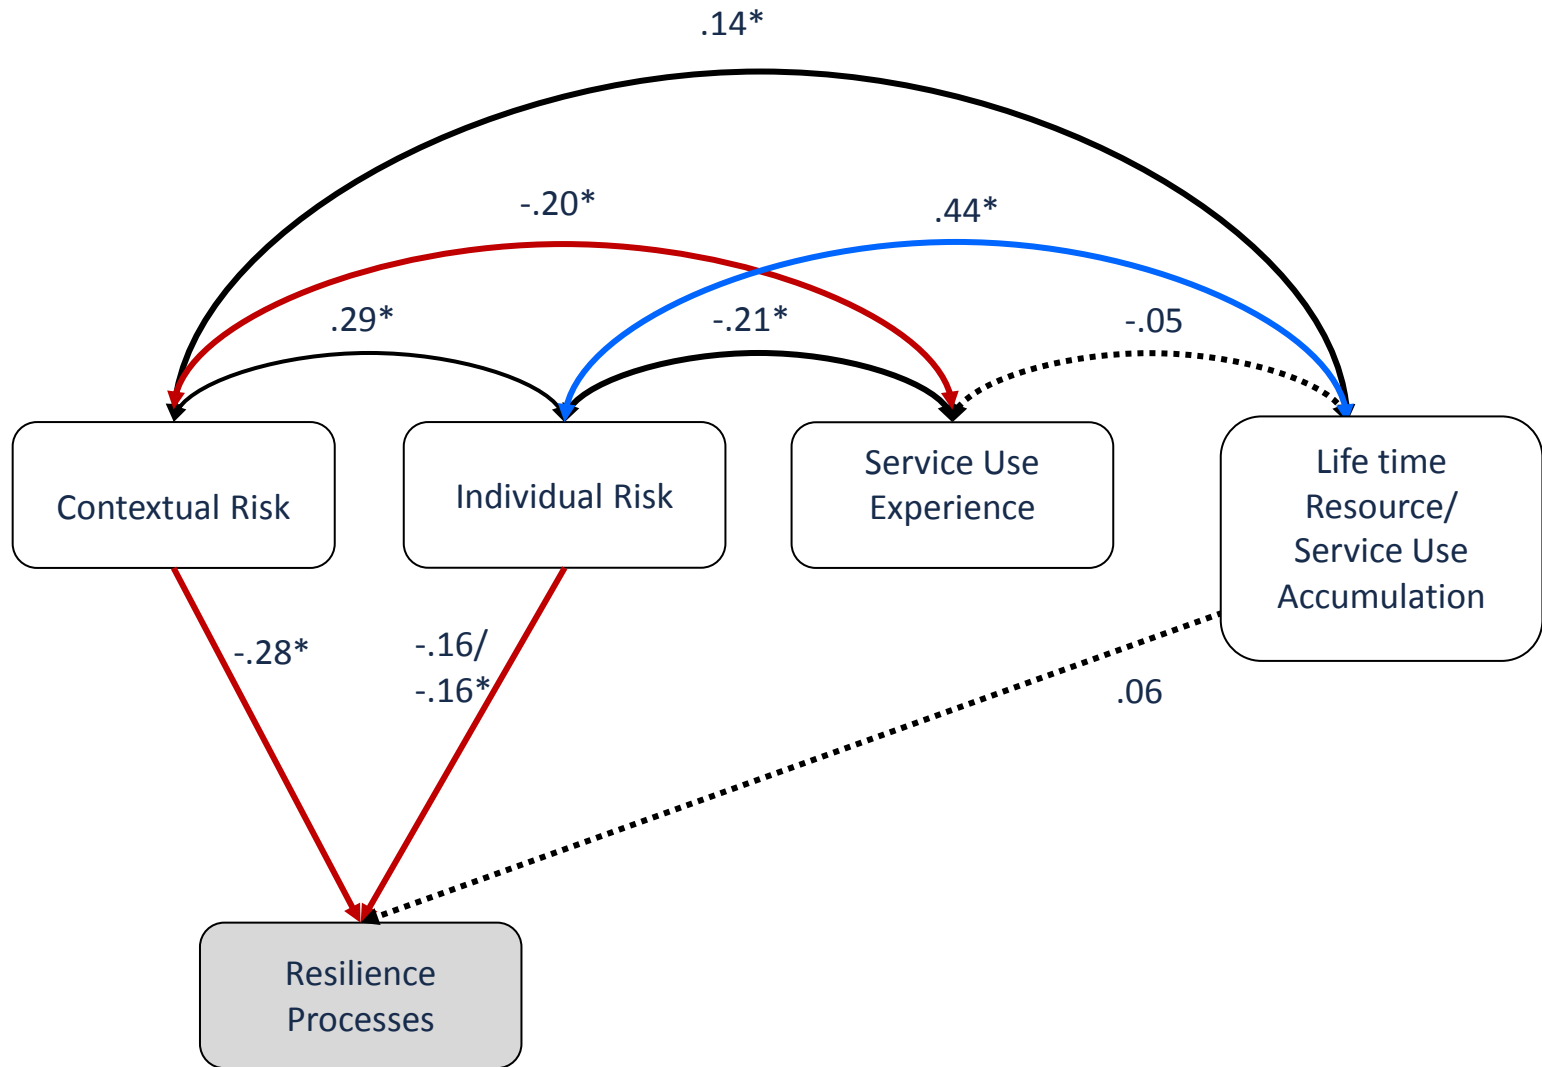 .14*
-.20*
.44*
.29*
-.21*
-.05
Contextual Risk
Individual Risk
Service Use
Experience
Life time
Resource/
Service Use
Accumulation
-.28*
-.16/
-.16*
.06
Resilience
Processes